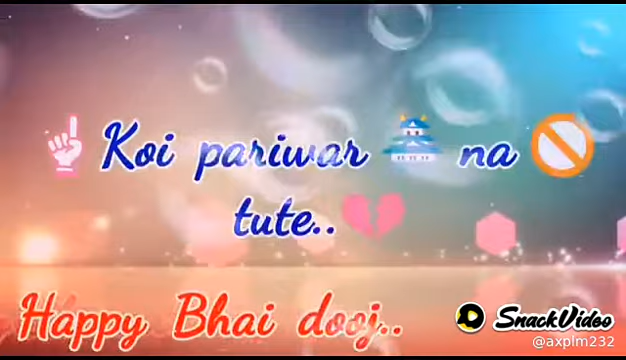 ☝Koi pariwar 🏯 na 🚫
tute..💔
Happy Bhai dooj..
SnackVideo
@axplm232